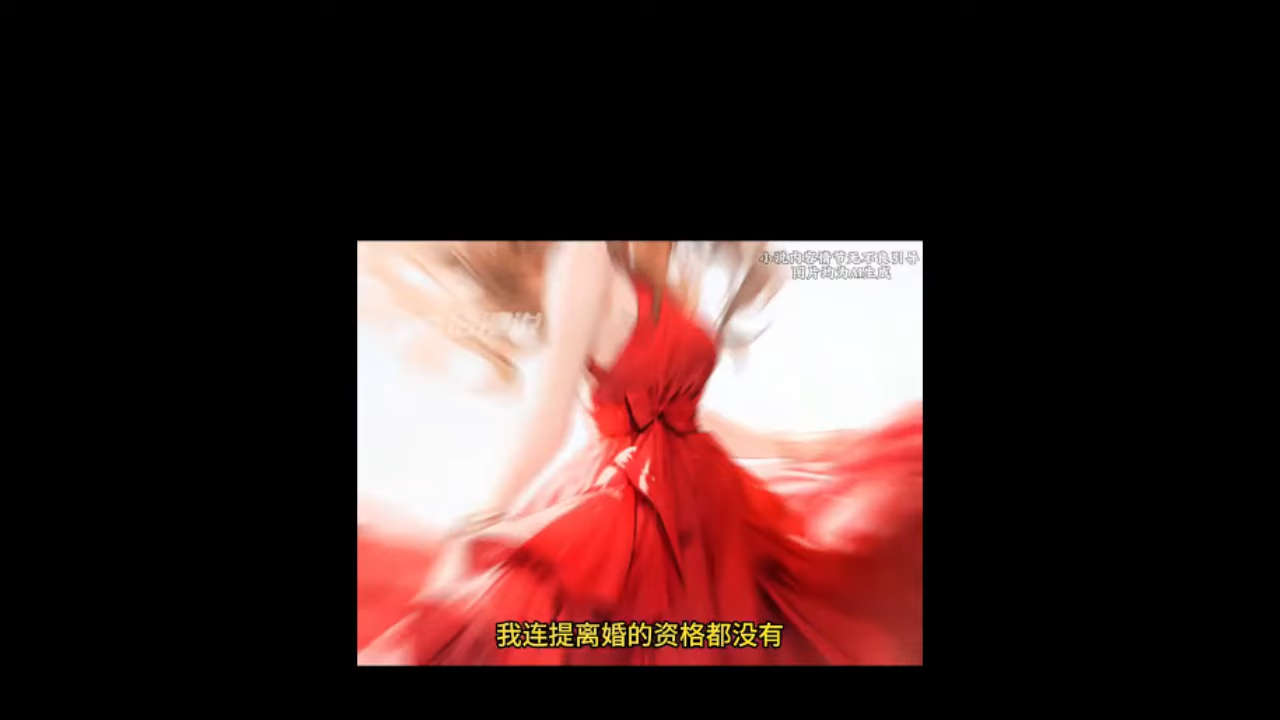 小说内容情节无不良引导
图片均为AI生成
我连提离婚的资格都没有